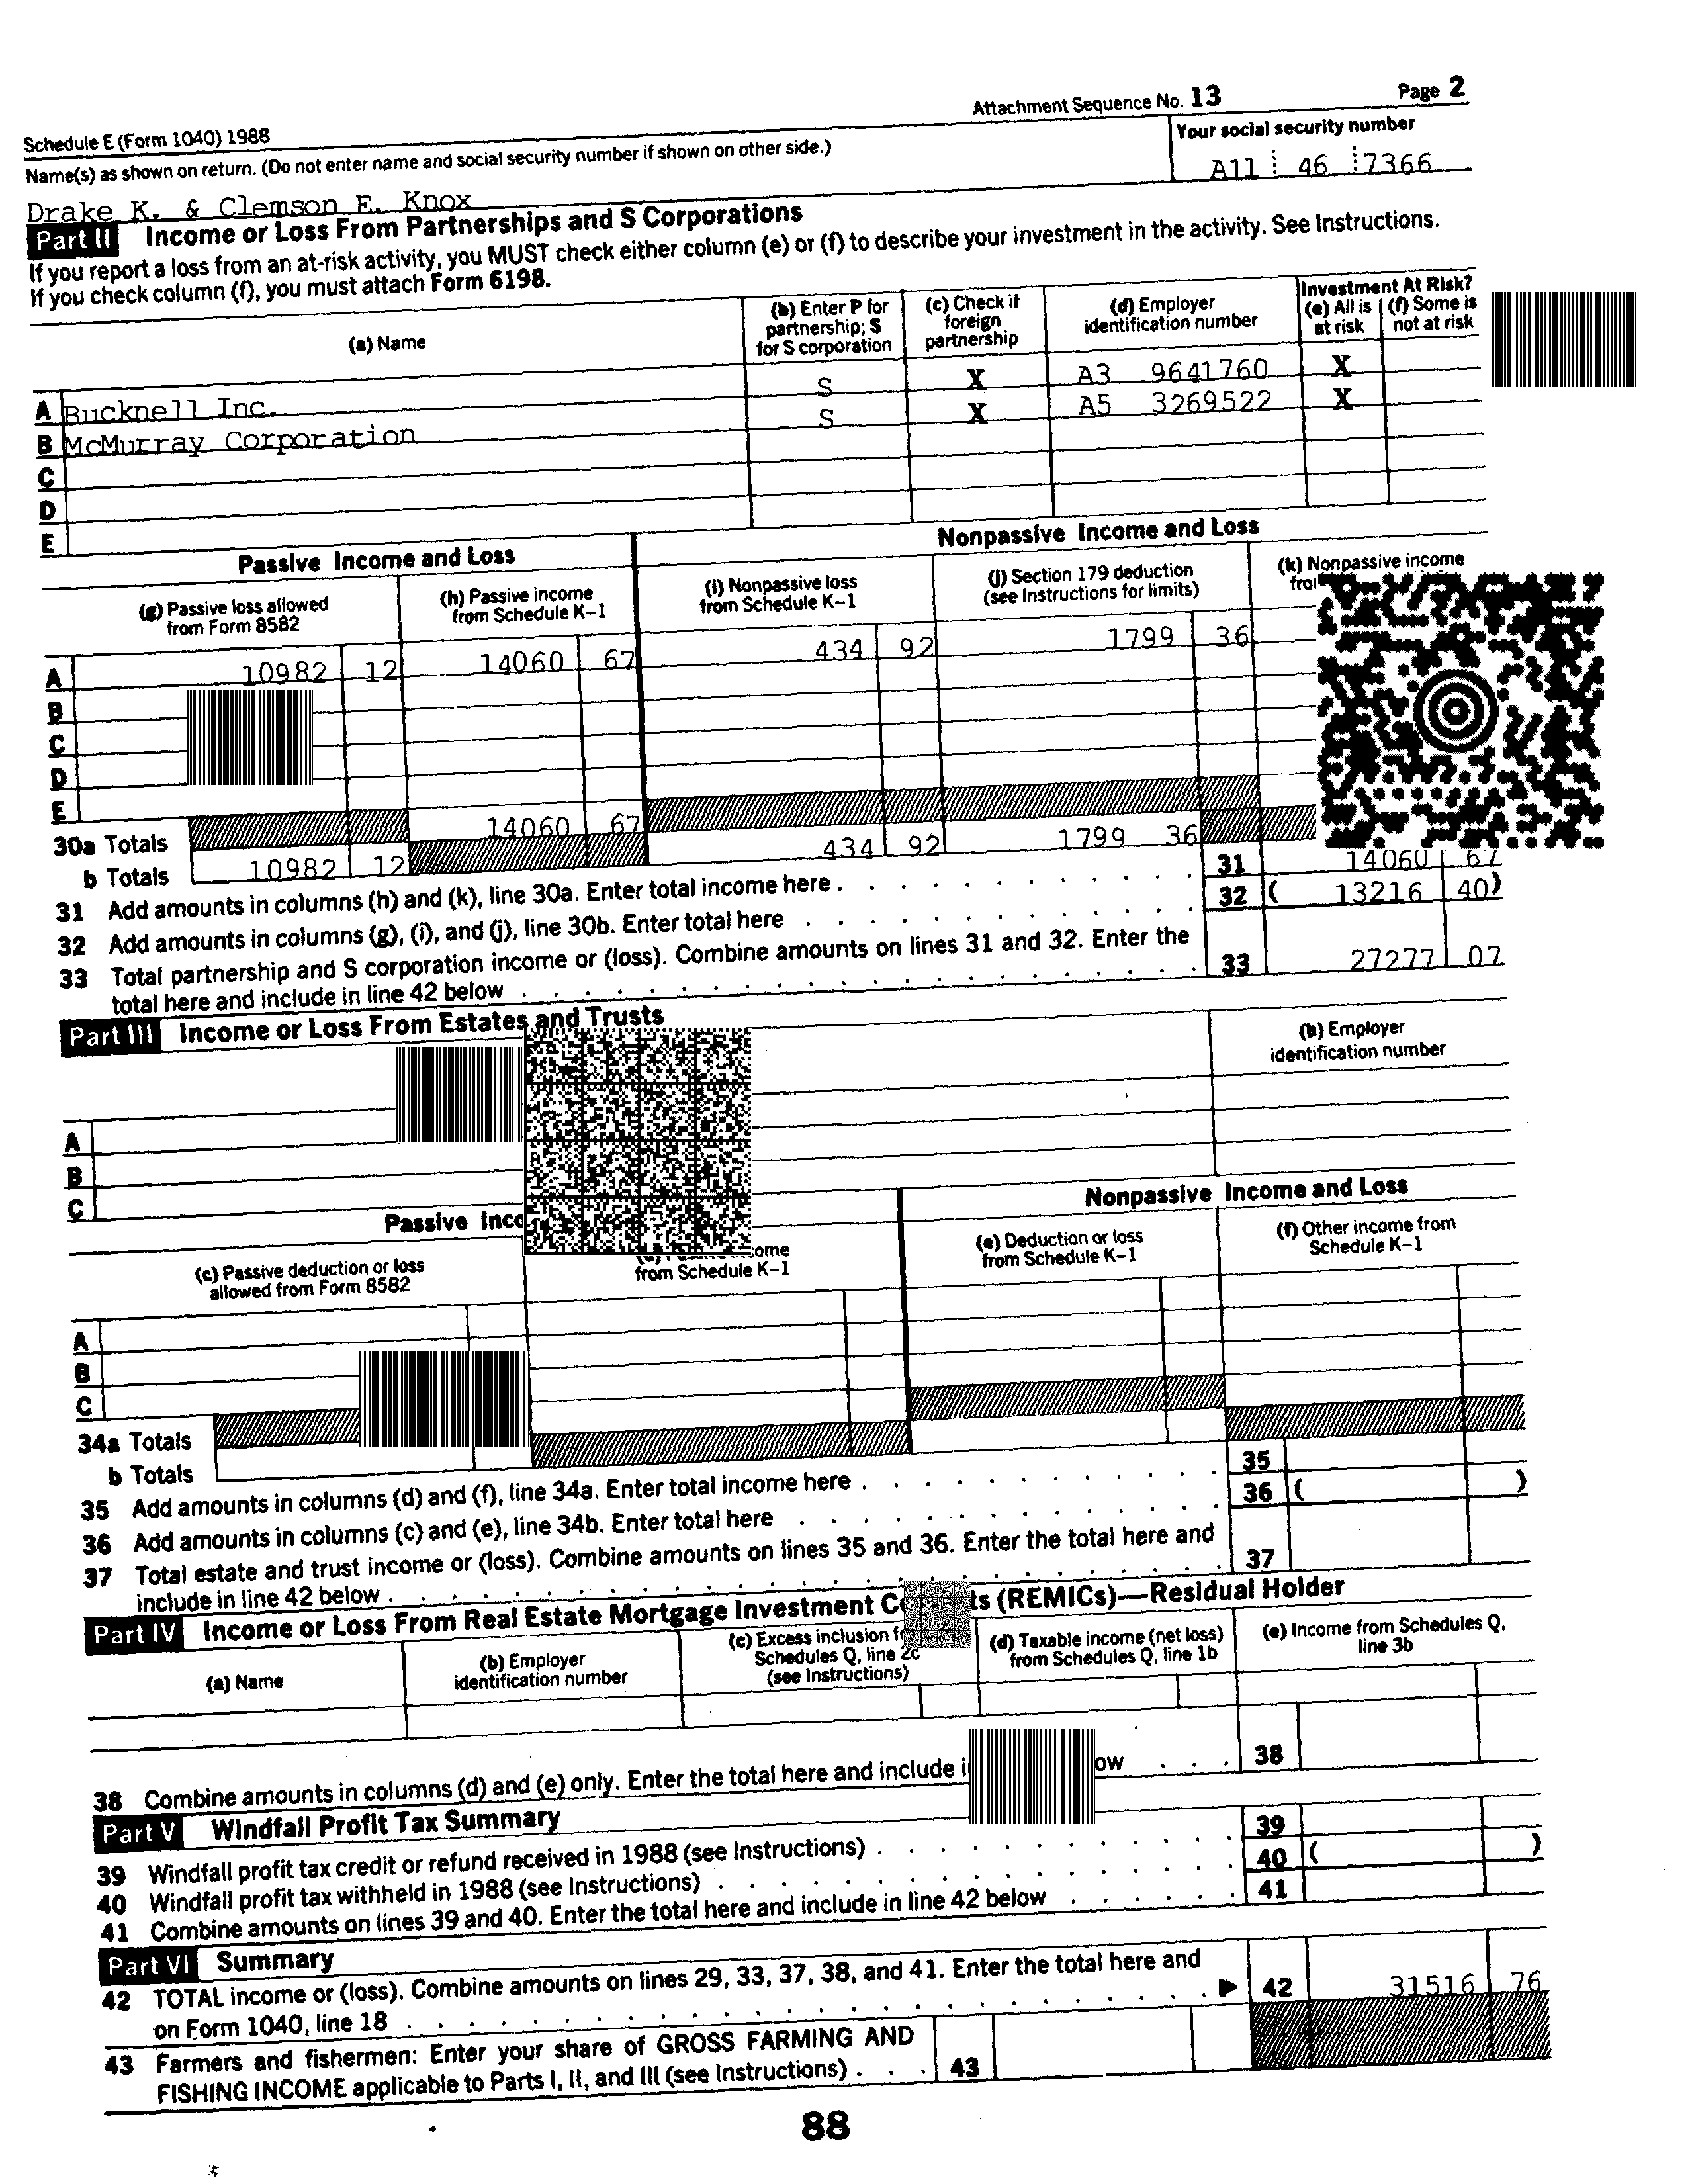 Attachment Sequence No. 13 Page 2
Schedule E (Form 1040) 1988
Name(s) as shown on return. (Do not enter name and social security number if shown on other side.)
Your social security number
Drake K. & Clemson E. Knox
A11 46 7366
Part II Income or Loss From Partnerships and S Corporations
If you report a loss from an at-risk activity, you MUST check either column (e) or (f) to describe your investment in the activity. See Instructions.
If you check column (f), you must attach Form 6198.
(a) Name
(b) Enter P for partnership; S for S corporation
(c) Check if foreign partnership
(d) Employer identification number
Investment At Risk?
(e) All is at risk
(f) Some is not at risk
A Bucknell Inc. S X A3 9641760 X
B McMurray Corporation S X A5 3269522 X
C
D
E
Passive Income and Loss
Nonpassive Income and Loss
(g) Passive loss allowed from Form 8582
(h) Passive income from Schedule K-1
(i) Nonpassive loss from Schedule K-1
(j) Section 179 deduction (see Instructions for limits)
(k) Nonpassive income
A 10982 12 14060 67 434 92 1799 36
B
C
D
E
30a Totals 14060 67
b Totals 10982 12 434 92 1799 36
31 Add amounts in columns (h) and (k), line 30a. Enter total income here . 31 14060 67
32 Add amounts in columns (g), (i), and (j), line 30b. Enter total here 32 ( 13216 40)
33 Total partnership and S corporation income or (loss). Combine amounts on lines 31 and 32. Enter the
total here and include in line 42 below 33 27277 07
Part III Income or Loss From Estates and Trusts
(b) Employer identification number
A
B
C
Passive
Nonpassive Income and Loss
(c) Passive deduction or loss allowed from Form 8582
from Schedule K-1
(e) Deduction or loss from Schedule K-1
(f) Other income from Schedule K-1
A
B
C
34a Totals
b Totals
35 Add amounts in columns (d) and (f), line 34a. Enter total income here . 35
36 Add amounts in columns (c) and (e), line 34b. Enter total here 36 ( )
37 Total estate and trust income or (loss). Combine amounts on lines 35 and 36. Enter the total here and
include in line 42 below . 37
Part IV Income or Loss From Real Estate Mortgage Investment (REMICs)—Residual Holder
(a) Name
(b) Employer identification number
(c) Excess inclusion Schedules Q, line 2c (see Instructions)
(d) Taxable income (net loss) from Schedules Q, line 1b
(e) Income from Schedules Q, line 3b
38 Combine amounts in columns (d) and (e) only. Enter the total here and include 38
Part V Windfall Profit Tax Summary
39 Windfall profit tax credit or refund received in 1988 (see Instructions) . 39
40 Windfall profit tax withheld in 1988 (see Instructions) . 40 ( )
41 Combine amounts on lines 39 and 40. Enter the total here and include in line 42 below 41
Part VI Summary
42 TOTAL income or (loss). Combine amounts on lines 29, 33, 37, 38, and 41. Enter the total here and
on Form 1040, line 18 ▶ 42 31516 76
43 Farmers and fishermen: Enter your share of GROSS FARMING AND
FISHING INCOME applicable to Parts I, II, and III (see Instructions) . 43
88